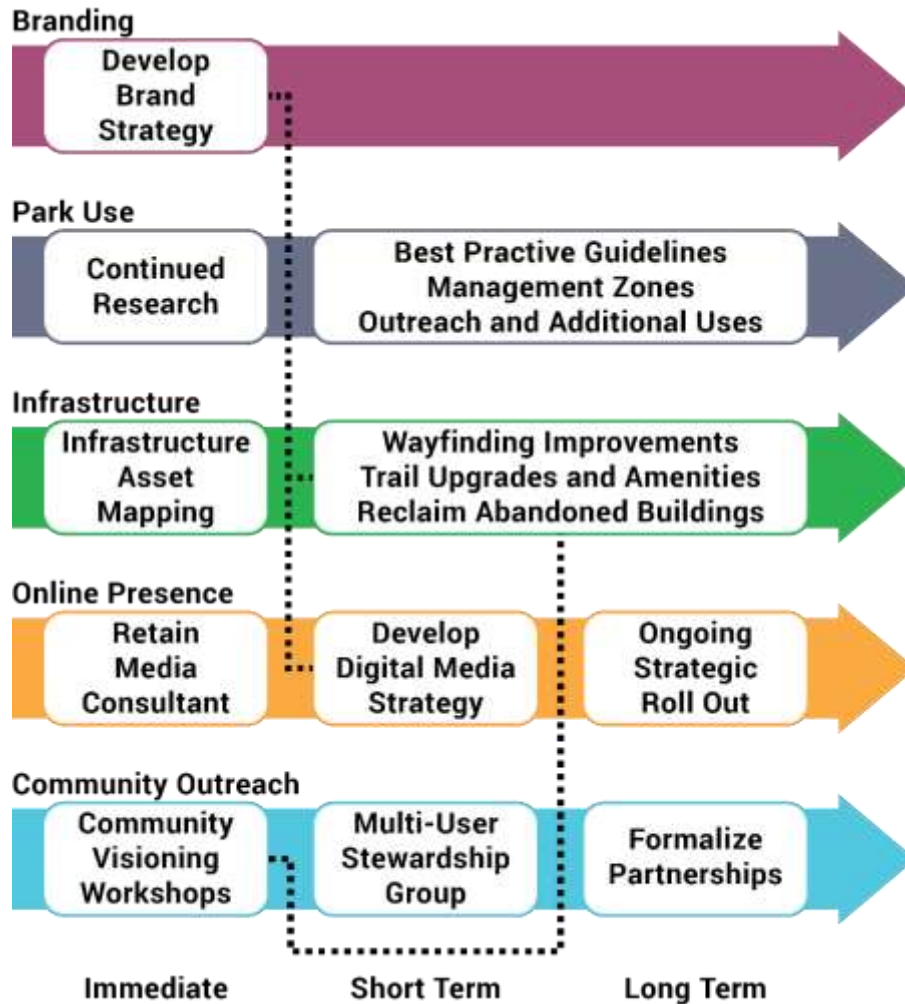 Branding
Develop
Brand
Strategy
Park Use
Continued
Research
Best Practive Guidelines
Management Zones
Outreach and Additional Uses
Infrastructure
Infrastructure
Asset
Mapping
Wayfinding Improvements
Trail Upgrades and Amenities
Reclaim Abandoned Buildings
Online Presence
Retain
Media
Consultant
Develop
Digital Media
Strategy
Ongoing
Strategic
Roll Out
Community Outreach
Community
Visioning
Workshops
Multi-User
Stewardship
Group
Formalize
Partnerships
Immediate
Short Term
Long Term